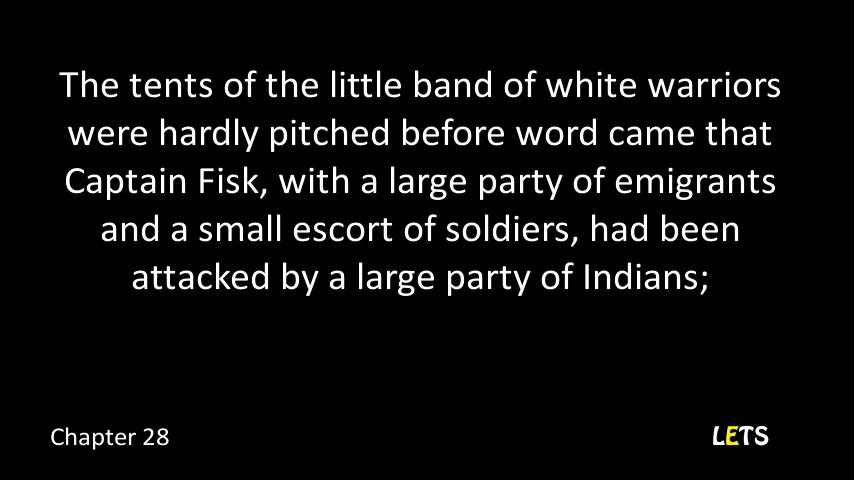 The tents of the little band of white warriors
were hardly pitched before word came that
Captain Fisk, with a large party of emigrants
and a small escort of soldiers, had been
attacked by a large party of Indians;
Chapter 28
LETS